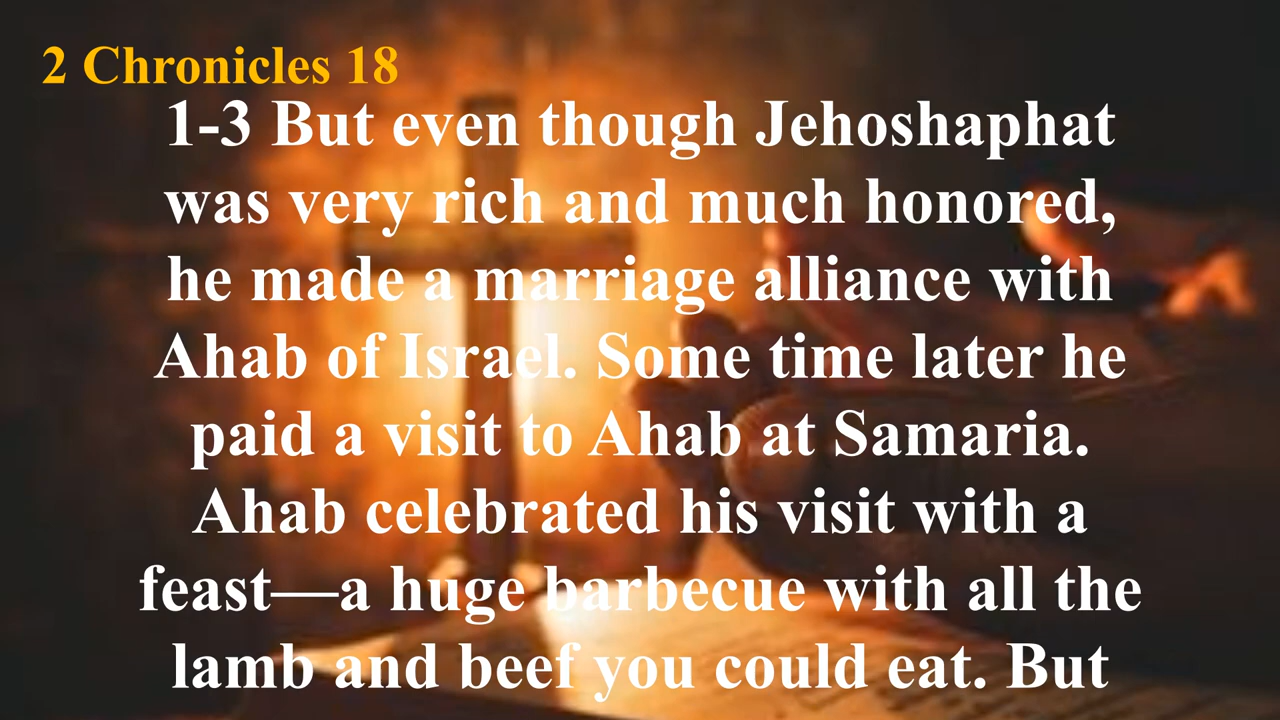 2 Chronicles 18
1-3 But even though Jehoshaphat
was very rich and much honored,
he made a marriage alliance with
Ahab of Israel. Some time later he
paid a visit to Ahab at Samaria.
Ahab celebrated his visit with a
feast—a huge barbecue with all the
lamb and beef you could eat. But